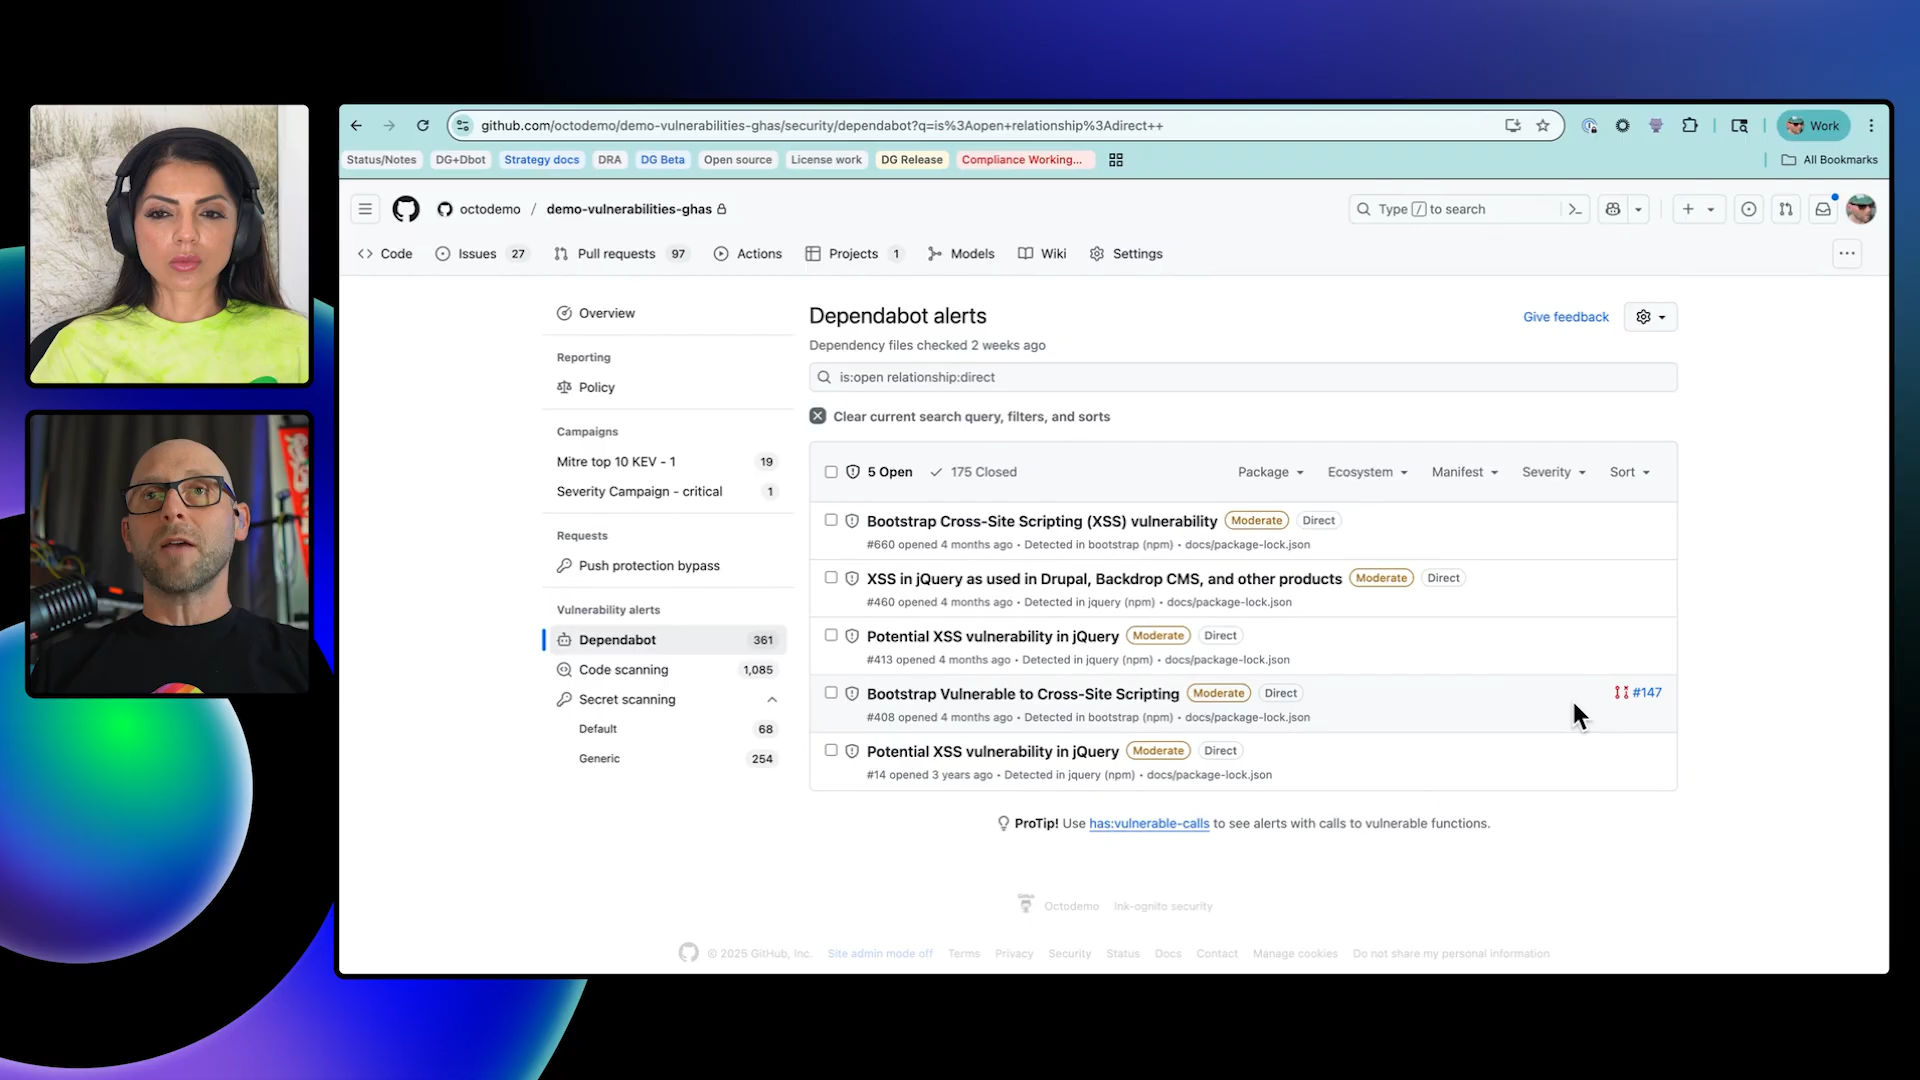 github.com/octodemo/demo-vulnerabilities-ghas/security/dependabot?q=is%3Aopen+relationship%3Adirect++
Work
Status/Notes DG+Dbot Strategy docs DRA DG Beta Open source License work DG Release Compliance Working... All Bookmarks
octodemo / demo-vulnerabilities-ghas
Type / to search
Code Issues 27 Pull requests 97 Actions Projects 1 Models Wiki Settings
Overview
Reporting
Policy
Campaigns
Mitre top 10 KEV - 1 19
Severity Campaign - critical 1
Requests
Push protection bypass
Vulnerability alerts
Dependabot 361
Code scanning 1,085
Secret scanning
Default 68
Generic 254
Dependabot alerts
Give feedback
Dependency files checked 2 weeks ago
is:open relationship:direct
Clear current search query, filters, and sorts
5 Open 175 Closed Package Ecosystem Manifest Severity Sort
Bootstrap Cross-Site Scripting (XSS) vulnerability Moderate Direct
#660 opened 4 months ago • Detected in bootstrap (npm) • docs/package-lock.json
XSS in jQuery as used in Drupal, Backdrop CMS, and other products Moderate Direct
#460 opened 4 months ago • Detected in jquery (npm) • docs/package-lock.json
Potential XSS vulnerability in jQuery Moderate Direct
#413 opened 4 months ago • Detected in jquery (npm) • docs/package-lock.json
Bootstrap Vulnerable to Cross-Site Scripting Moderate Direct #147
#408 opened 4 months ago • Detected in bootstrap (npm) • docs/package-lock.json
Potential XSS vulnerability in jQuery Moderate Direct
#14 opened 3 years ago • Detected in jquery (npm) • docs/package-lock.json
ProTip! Use has:vulnerable-calls to see alerts with calls to vulnerable functions.
Octodemo Ink-ognito security
© 2025 GitHub, Inc. Site admin mode off Terms Privacy Security Status Docs Contact Manage cookies Do not share my personal information